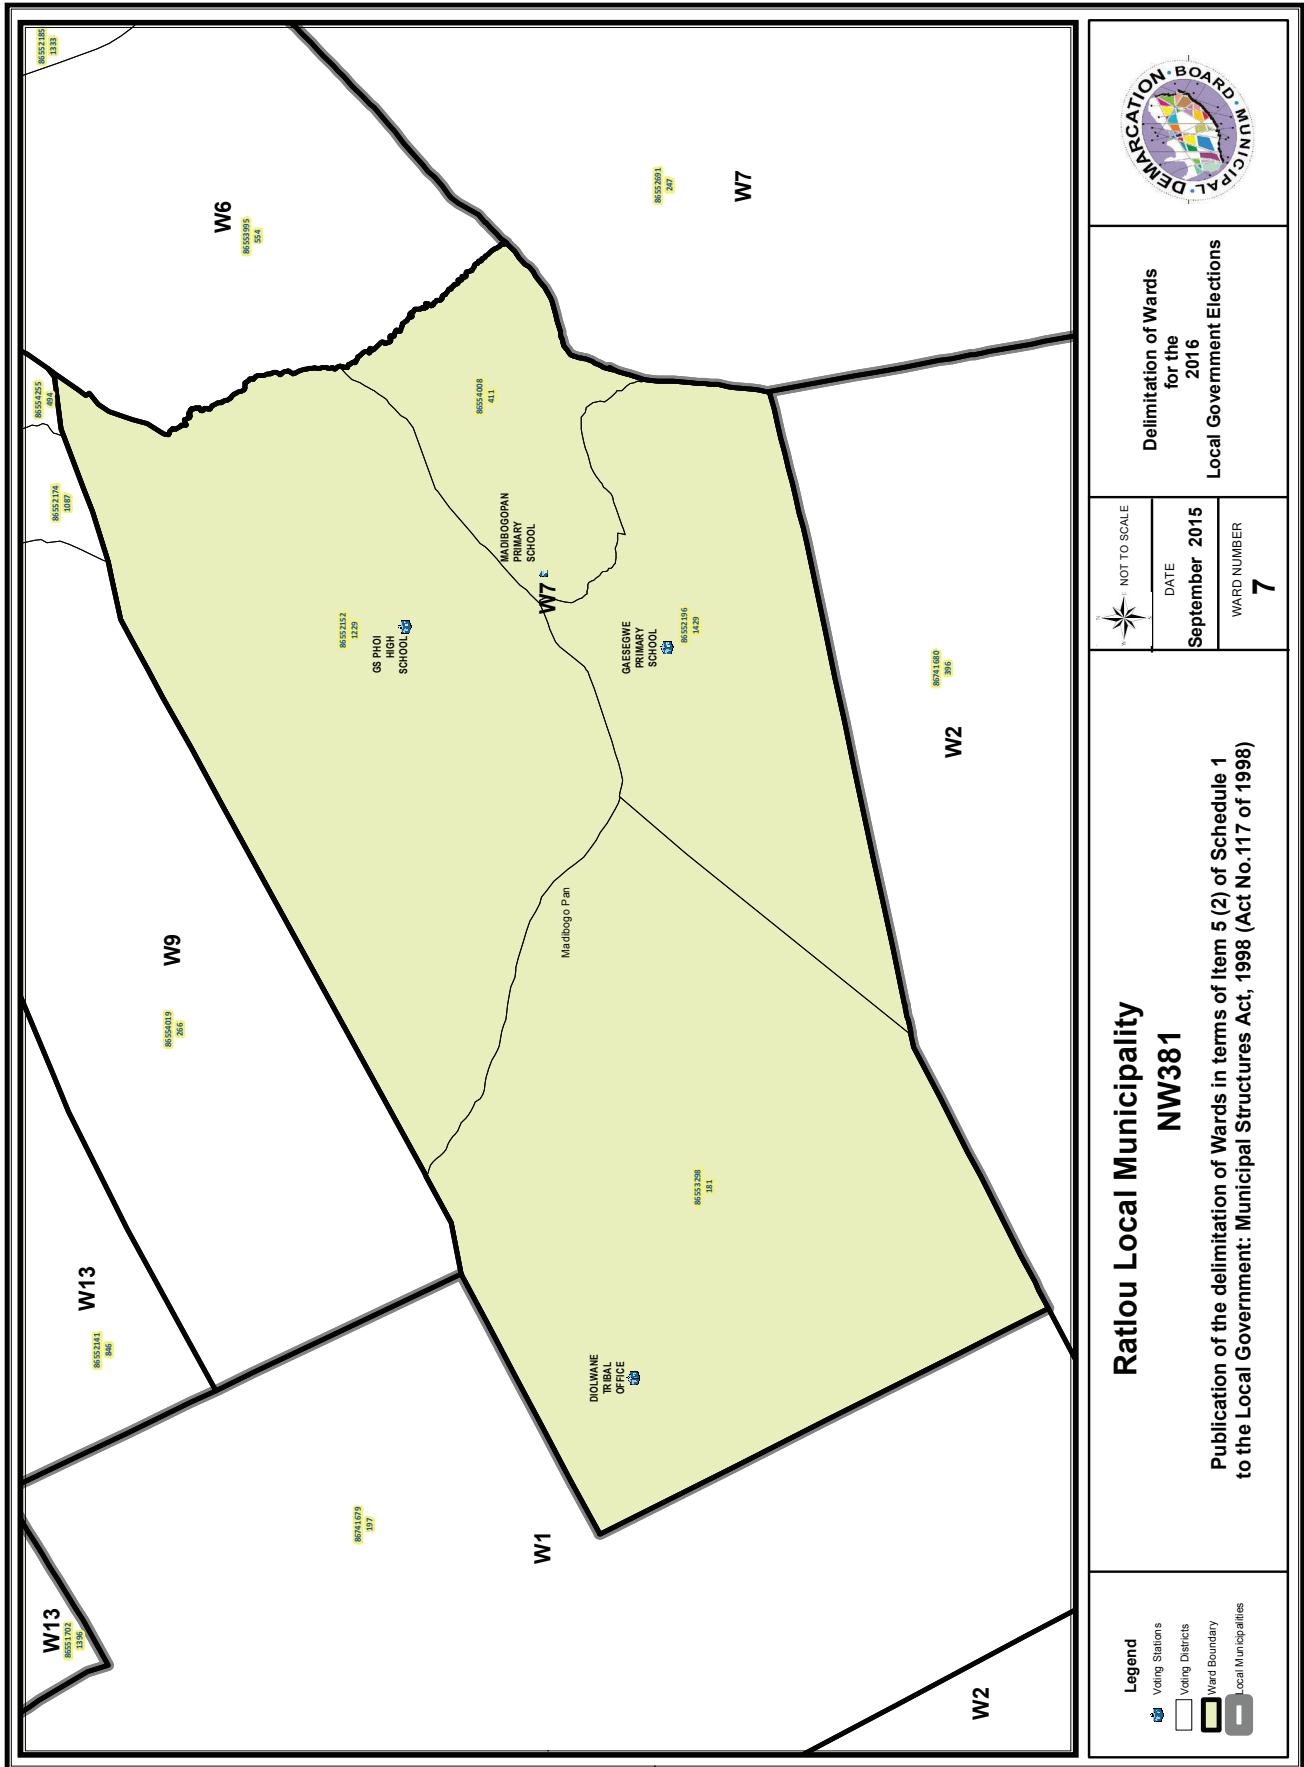 W13
86551702
1396
86741679
197
W1
W2
W13
86552141
846
86554019
266
W9
DIOLWANE
TRIBAL
OFFICE
86553298
181
Madibogo Pan
86552152
1229
GS PHOI
HIGH
SCHOOL
MADIBOGOPAN
PRIMARY
SCHOOL
W7
GAESEGWE
PRIMARY
SCHOOL
86552196
1429
86741680
396
W2
86554008
411
86552174
1087
86554255
494
W6
86553995
554
86552185
1333
86552691
247
W7
Legend
Voting Stations
Voting Districts
Ward Boundary
Local Municipalities
Ratlou Local Municipality
NW381
Publication of the delimitation of Wards in terms of Item 5 (2) of Schedule 1
to the Local Government: Municipal Structures Act, 1998 (Act No.117 of 1998)
NOT TO SCALE
DATE
September 2015
WARD NUMBER
7
Delimitation of Wards
for the
2016
Local Government Elections
MUNICIPAL · DEMARCATION · BOARD